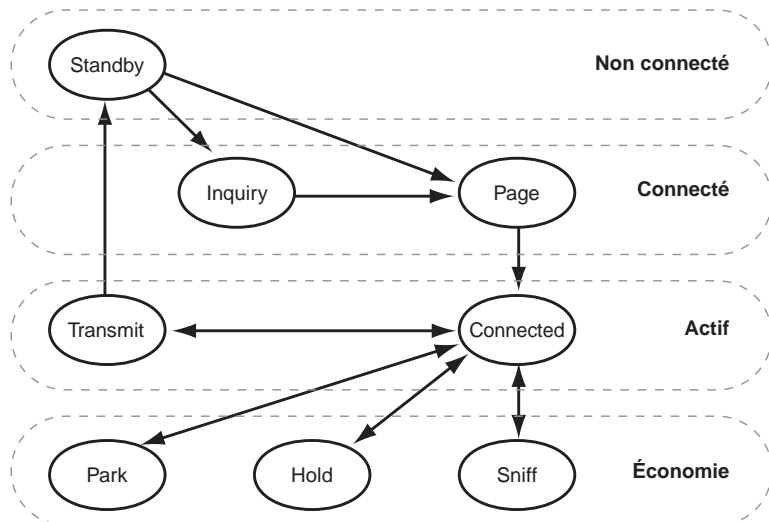 Standby
Non connecté
Inquiry
Page
Connecté
Transmit
Connected
Actif
Park
Hold
Sniff
Économie